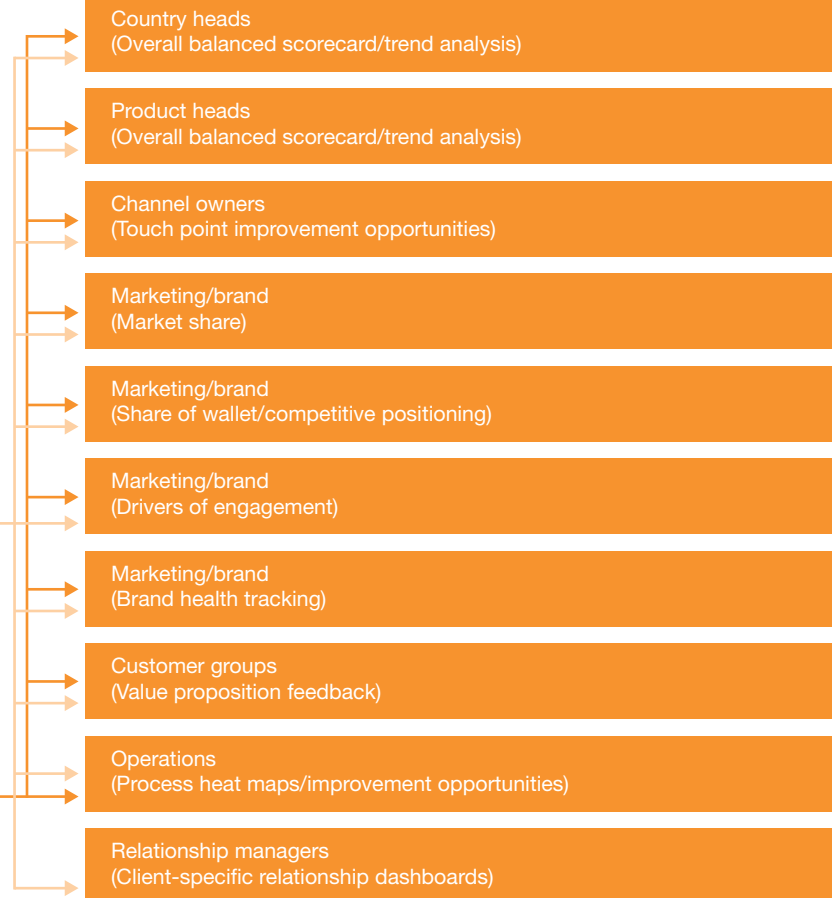 Country heads
(Overall balanced scorecard/trend analysis)
Product heads
(Overall balanced scorecard/trend analysis)
Channel owners
(Touch point improvement opportunities)
Marketing/brand
(Market share)
Marketing/brand
(Share of wallet/competitive positioning)
Marketing/brand
(Drivers of engagement)
Marketing/brand
(Brand health tracking)
Customer groups
(Value proposition feedback)
Operations
(Process heat maps/improvement opportunities)
Relationship managers
(Client-specific relationship dashboards)